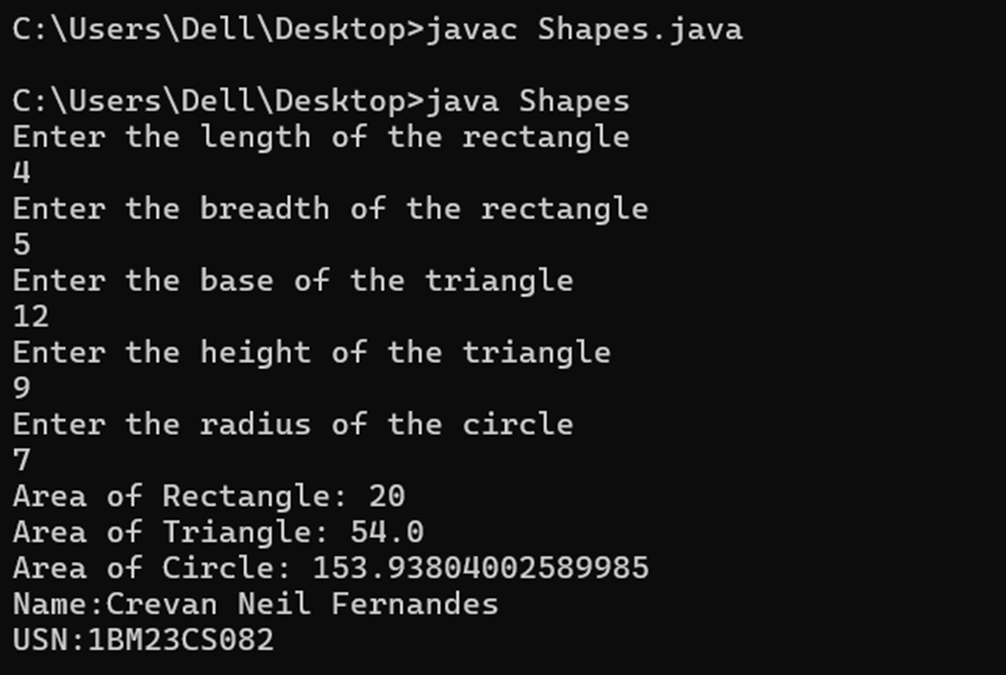 C:\Users\Dell\Desktop>javac Shapes.java
C:\Users\Dell\Desktop>java Shapes
Enter the length of the rectangle
4
Enter the breadth of the rectangle
5
Enter the base of the triangle
12
Enter the height of the triangle
9
Enter the radius of the circle
7
Area of Rectangle: 20
Area of Triangle: 54.0
Area of Circle: 153.93804002589985
Name:Crevan Neil Fernandes
USN:1BM23CS082